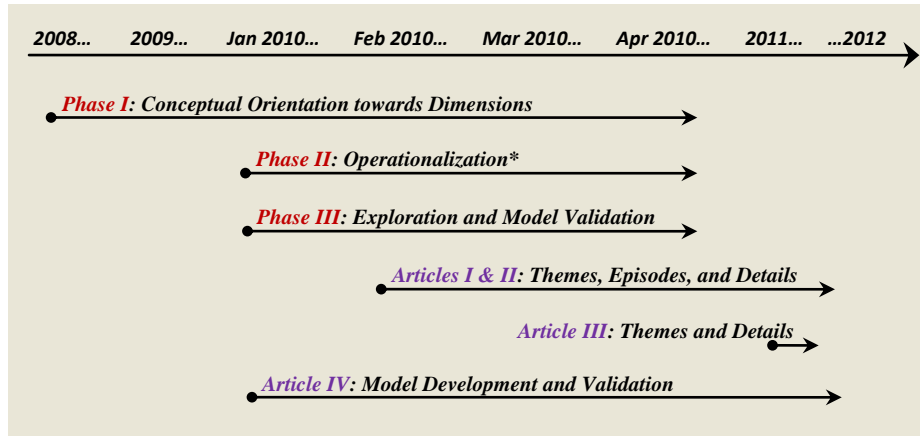 2008... 2009... Jan 2010... Feb 2010... Mar 2010... Apr 2010... 2011... ...2012
Phase I: Conceptual Orientation towards Dimensions
Phase II: Operationalization*
Phase III: Exploration and Model Validation
Articles I & II: Themes, Episodes, and Details
Article III: Themes and Details
Article IV: Model Development and Validation